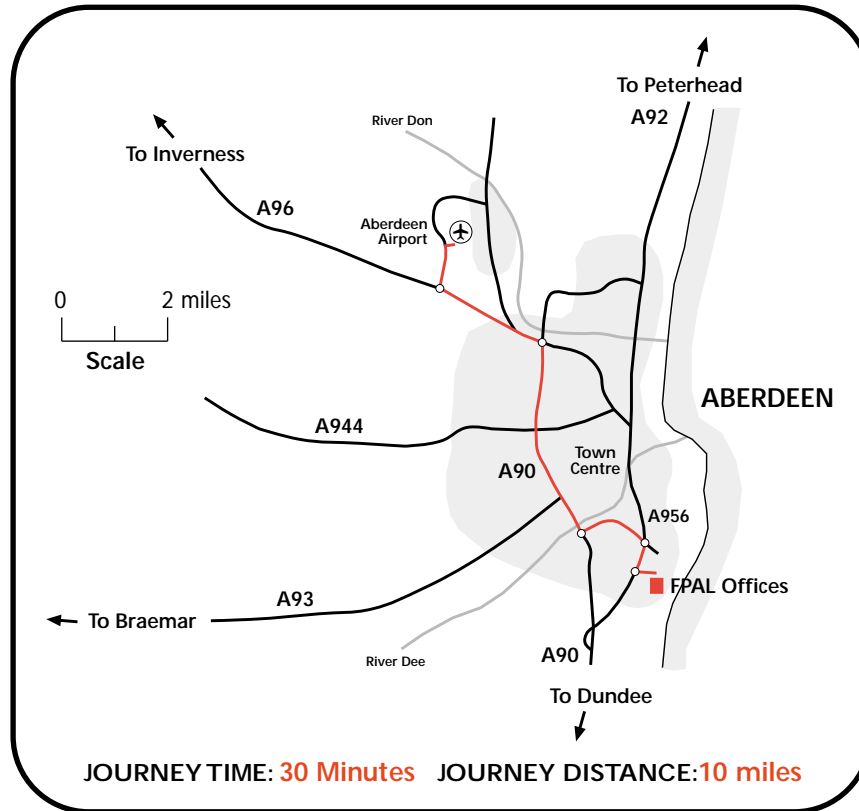 To Peterhead
A92
River Don
To Inverness
A96
Aberdeen
Airport
0 2 miles
Scale
ABERDEEN
A944
Town
Centre
A90
A956
FPAL Offices
A93
To Braemar
River Dee
A90
To Dundee
JOURNEY TIME: 30 Minutes JOURNEY DISTANCE:10 miles